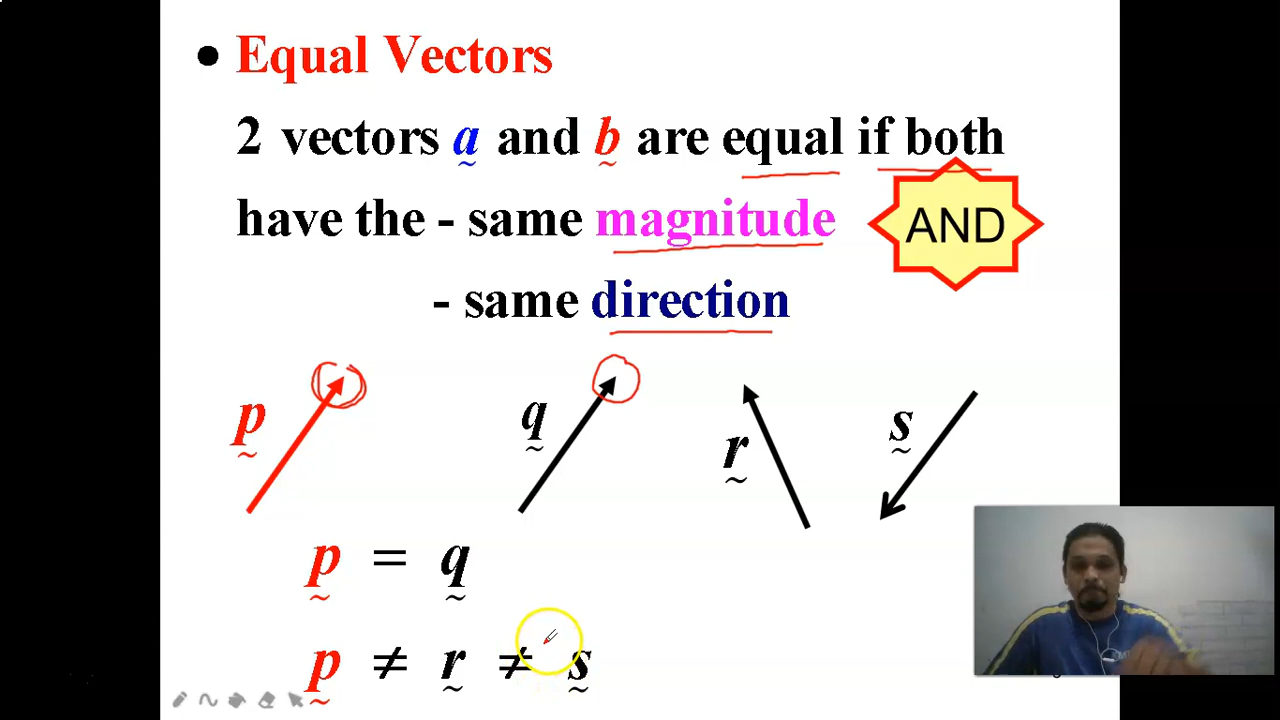 • Equal Vectors
2 vectors a and b are equal if both
have the - same magnitude
AND
- same direction
p
q
r
s
p = q
p ≠ r ≠ s